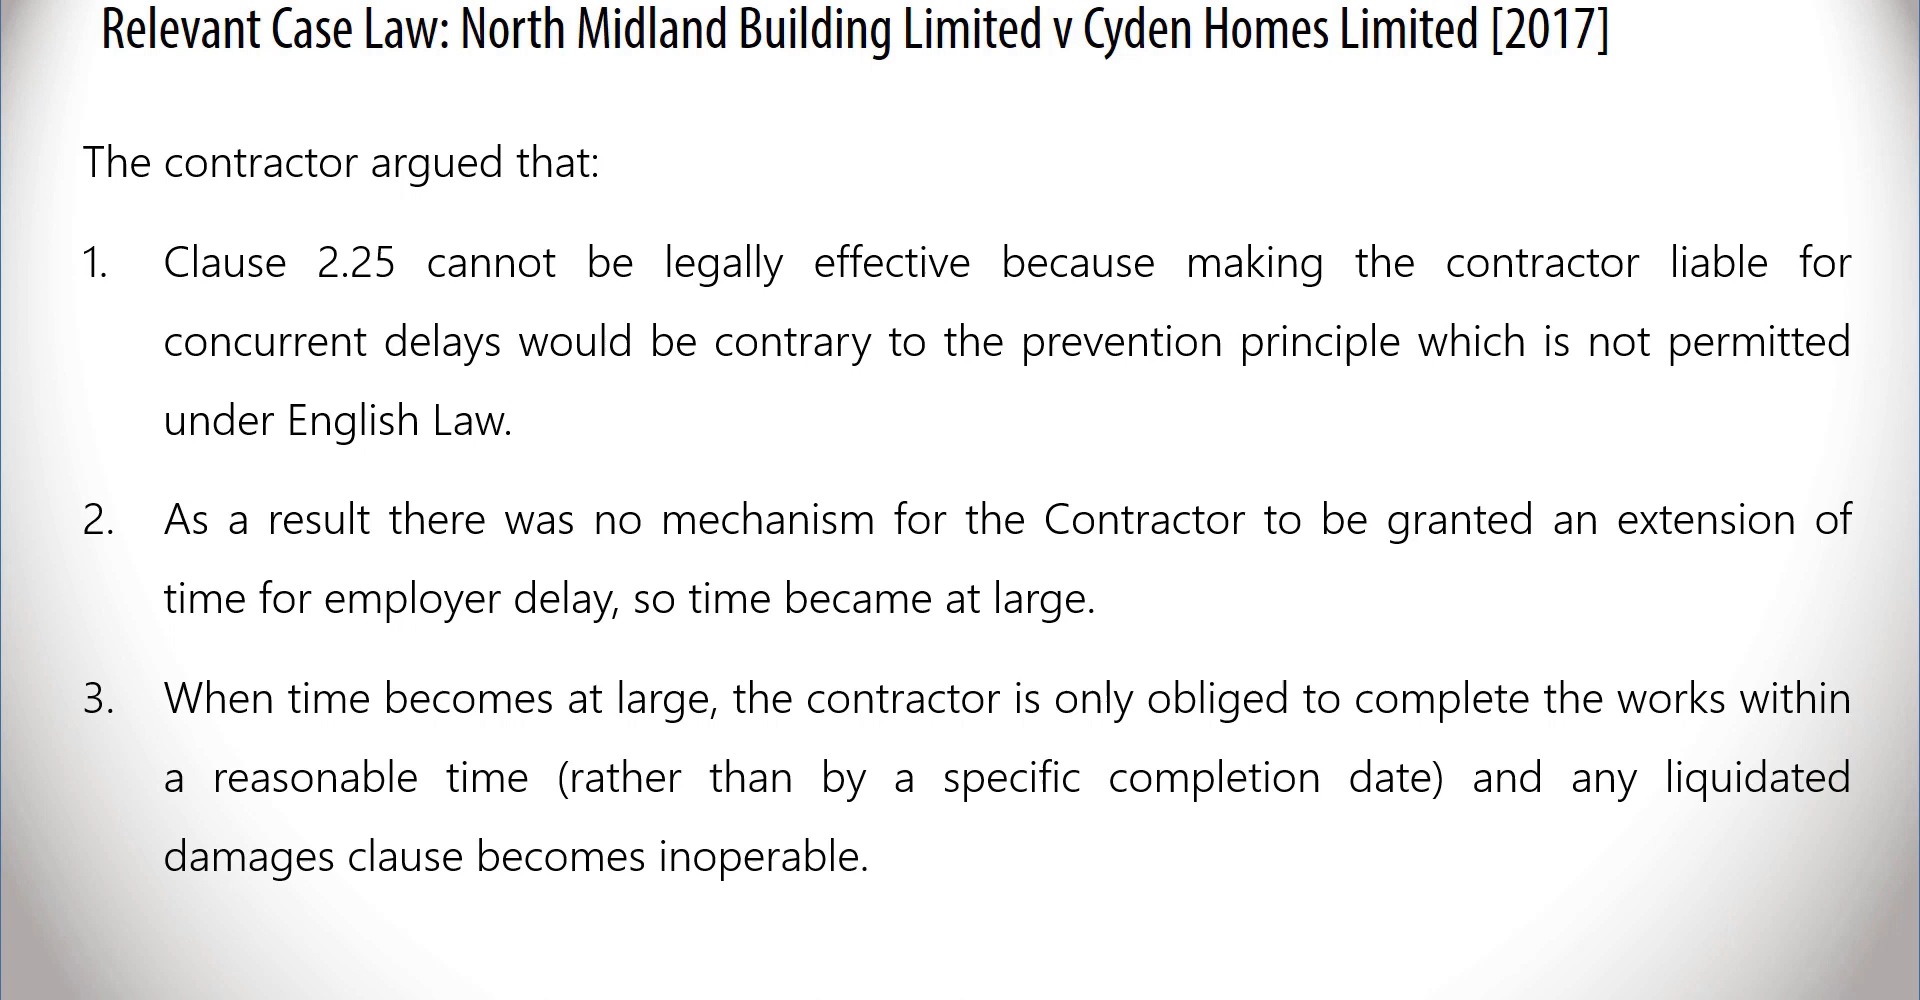 Relevant Case Law: North Midland Building Limited v Cyden Homes Limited [2017]
The contractor argued that:
1. Clause 2.25 cannot be legally effective because making the contractor liable for
concurrent delays would be contrary to the prevention principle which is not permitted
under English Law.
2. As a result there was no mechanism for the Contractor to be granted an extension of
time for employer delay, so time became at large.
3. When time becomes at large, the contractor is only obliged to complete the works within
a reasonable time (rather than by a specific completion date) and any liquidated
damages clause becomes inoperable.